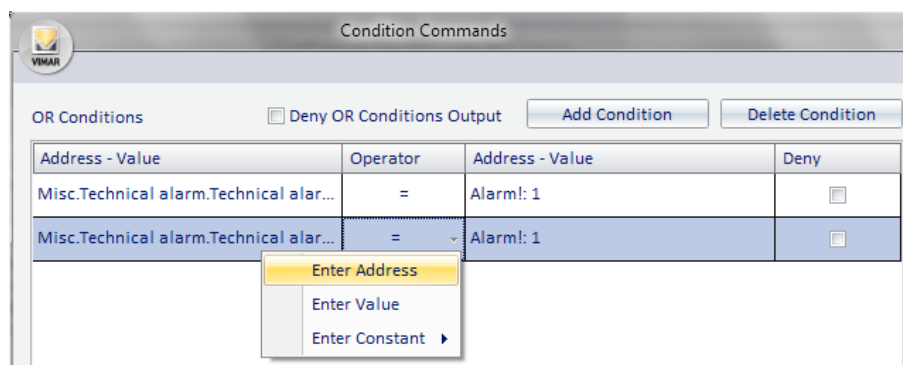 Condition Commands
VIMAR
OR Conditions Deny OR Conditions Output Add Condition Delete Condition
Address - Value Operator Address - Value Deny
Misc.Technical alarm.Technical alar... = Alarm!: 1
Misc.Technical alarm.Technical alar... = Alarm!: 1
Enter Address
Enter Value
Enter Constant